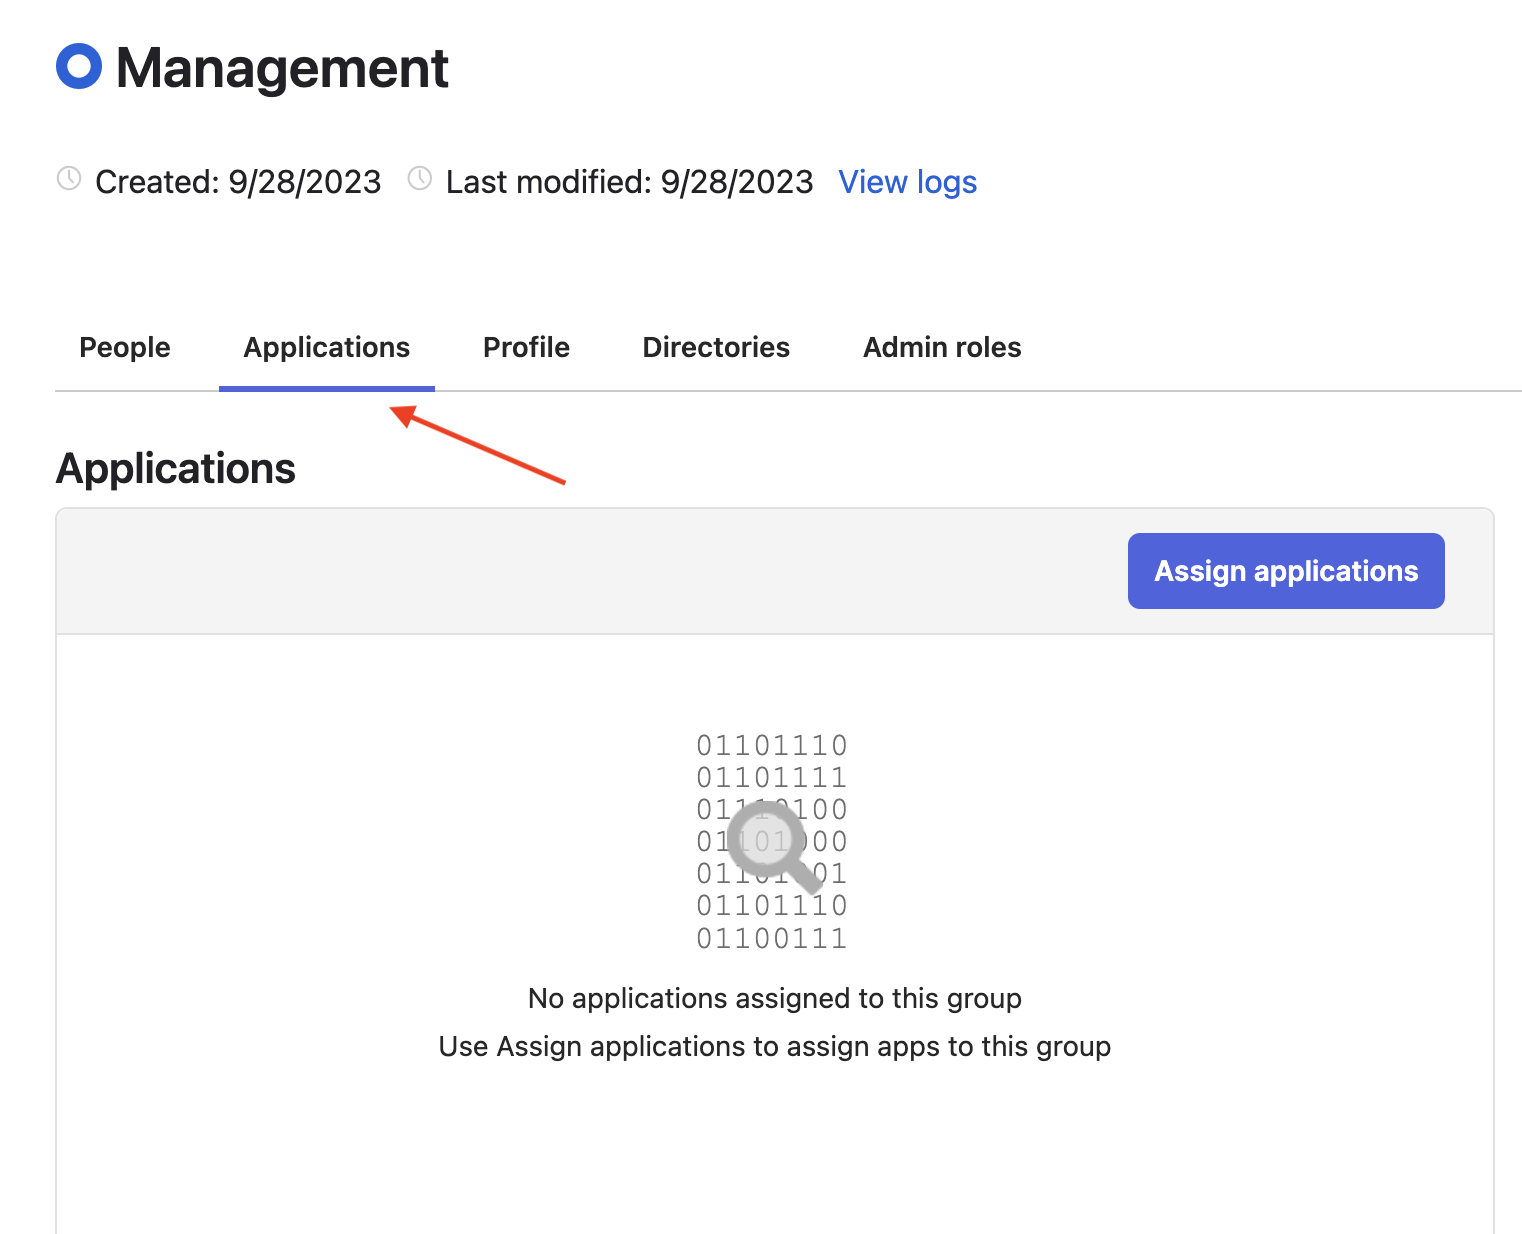 Management
Created: 9/28/2023 Last modified: 9/28/2023 View logs
People Applications Profile Directories Admin roles
Applications
Assign applications
01101110
01101111
01110100
01101000
01101001
01101110
01100111
No applications assigned to this group
Use Assign applications to assign apps to this group